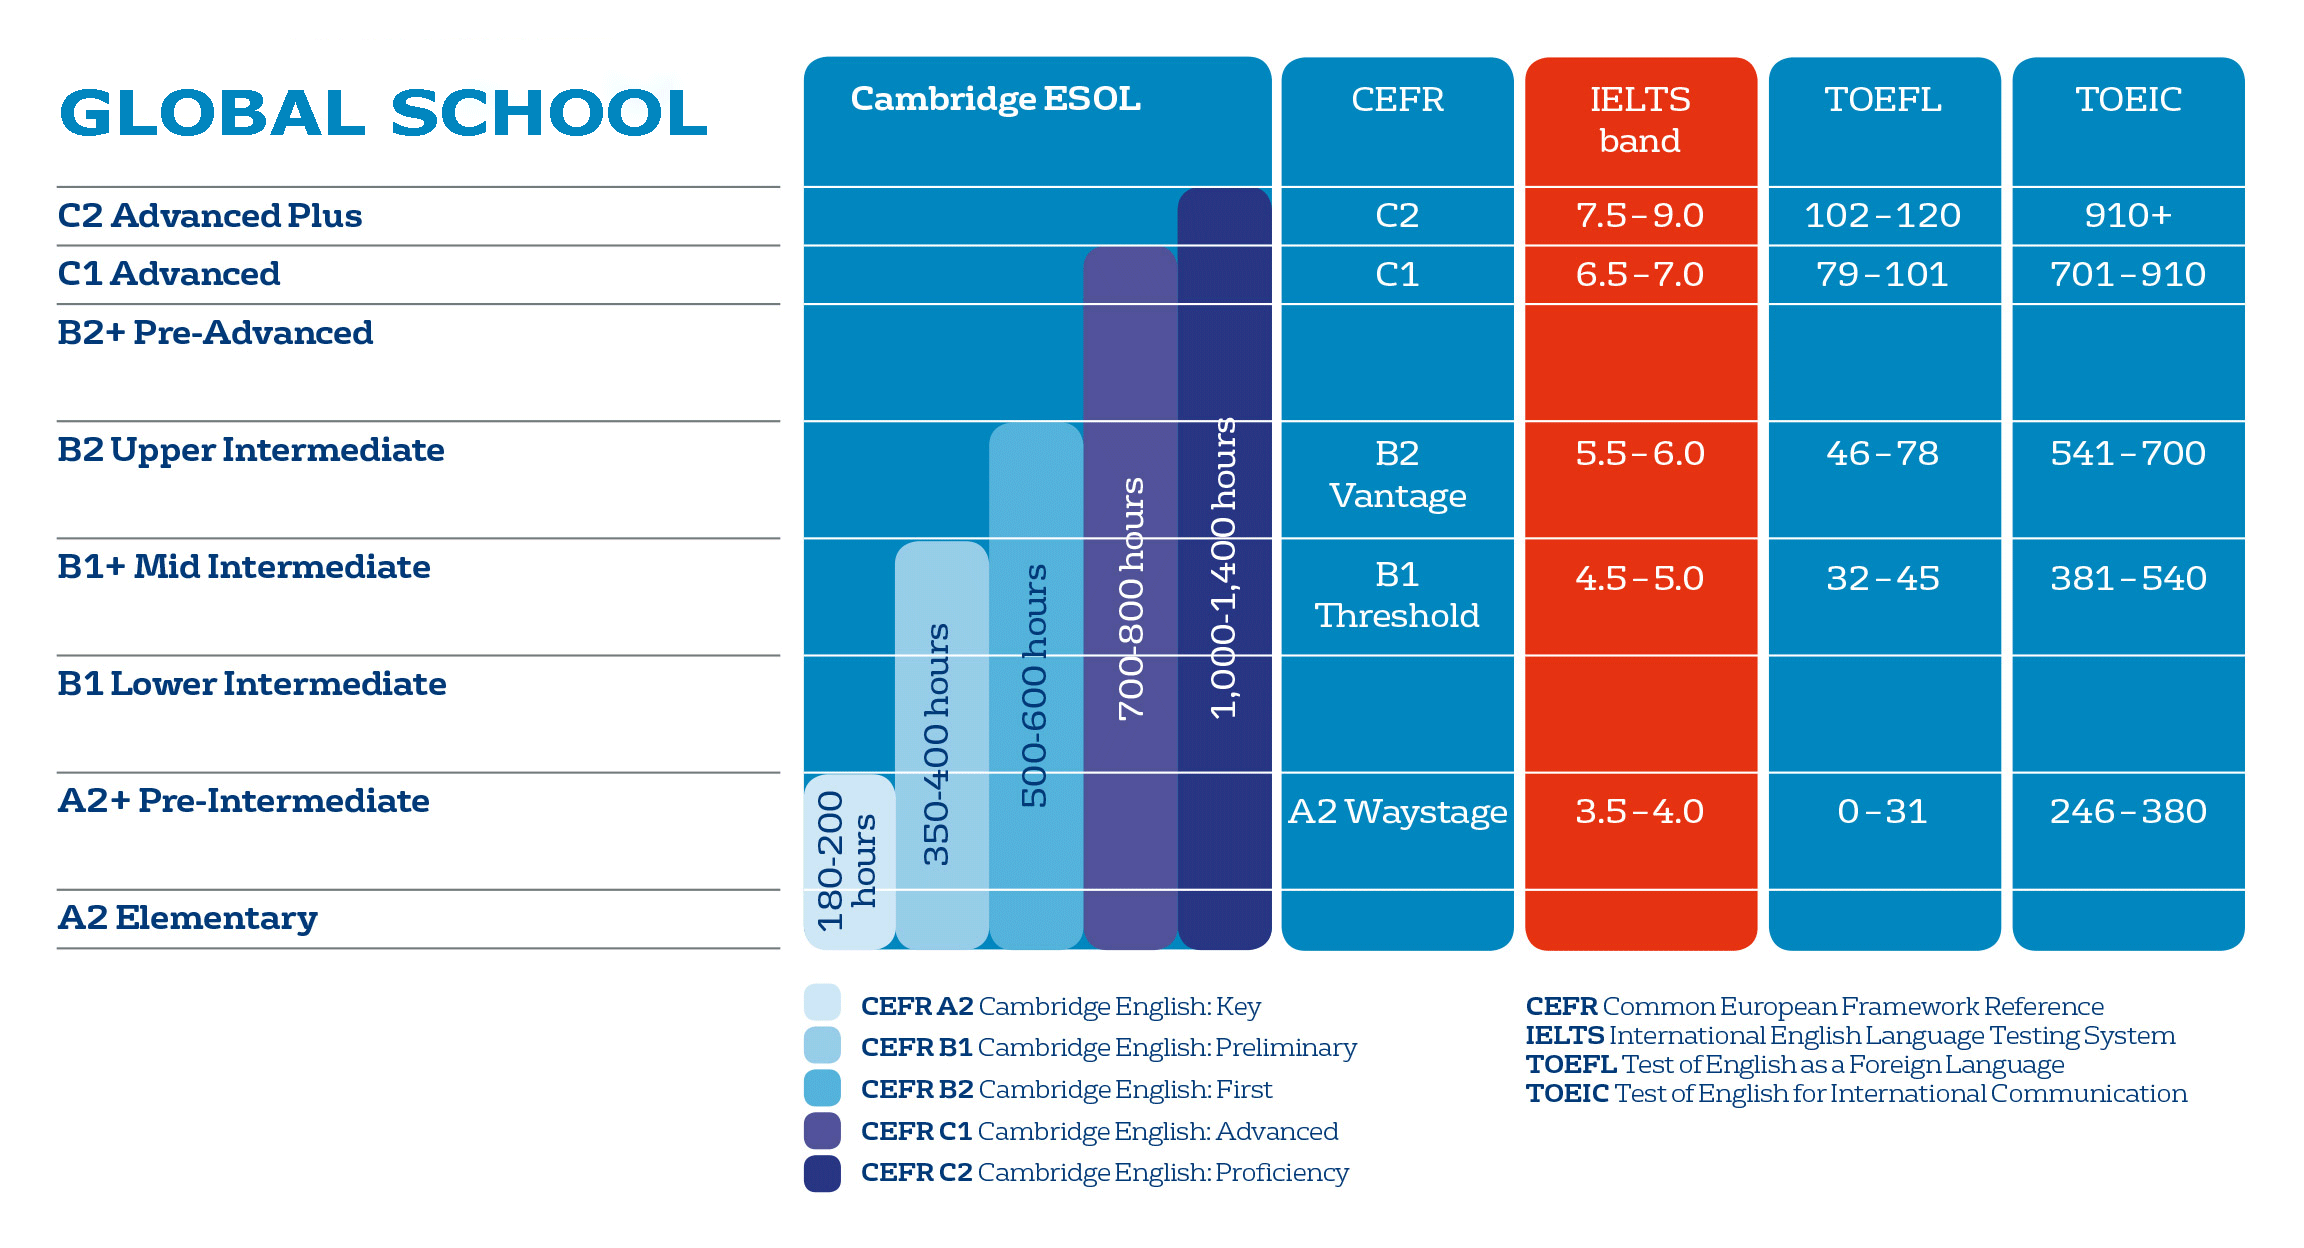 GLOBAL SCHOOL
Cambridge ESOL
CEFR
IELTS
band
TOEFL
TOEIC
C2 Advanced Plus
C2
7.5–9.0
102–120
910+
C1 Advanced
C1
6.5–7.0
79–101
701–910
B2+ Pre-Advanced
B2 Upper Intermediate
B2
Vantage
5.5–6.0
46–78
541–700
B1+ Mid Intermediate
B1
Threshold
4.5–5.0
32–45
381–540
B1 Lower Intermediate
A2+ Pre-Intermediate
A2 Waystage
3.5–4.0
0–31
246–380
A2 Elementary
180-200
hours
350-400 hours
500-600 hours
700-800 hours
1,000-1,400 hours
CEFR A2 Cambridge English: Key
CEFR B1 Cambridge English: Preliminary
CEFR B2 Cambridge English: First
CEFR C1 Cambridge English: Advanced
CEFR C2 Cambridge English: Proficiency
CEFR Common European Framework Reference
IELTS International English Language Testing System
TOEFL Test of English as a Foreign Language
TOEIC Test of English for International Communication